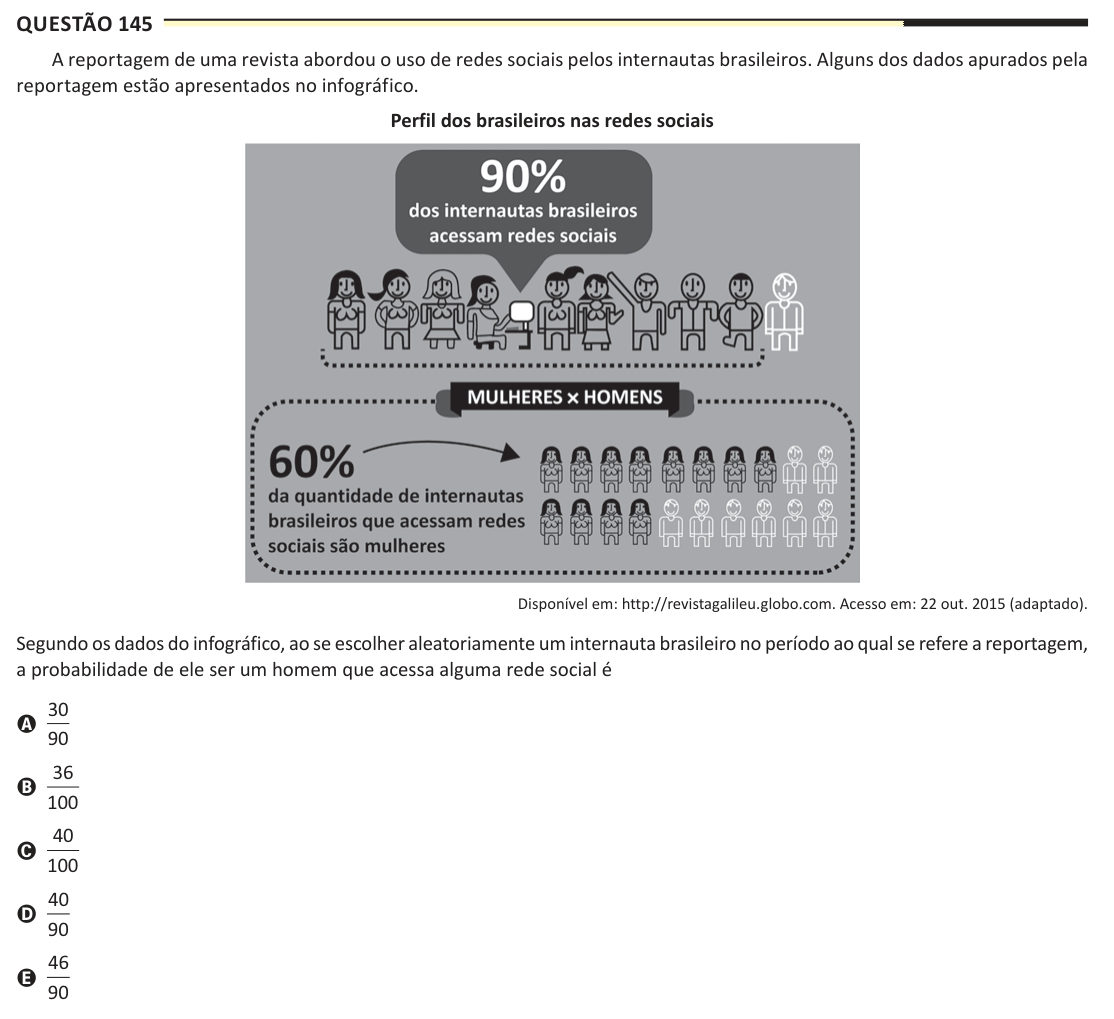 QUESTÃO 145
A reportagem de uma revista abordou o uso de redes sociais pelos internautas brasileiros. Alguns dos dados apurados pela
reportagem estão apresentados no infográfico.
Perfil dos brasileiros nas redes sociais
90%
dos internautas brasileiros
acessam redes sociais
MULHERES × HOMENS
60%
da quantidade de internautas
brasileiros que acessam redes
sociais são mulheres
Disponível em: http://revistagalileu.globo.com. Acesso em: 22 out. 2015 (adaptado).
Segundo os dados do infográfico, ao se escolher aleatoriamente um internauta brasileiro no período ao qual se refere a reportagem,
a probabilidade de ele ser um homem que acessa alguma rede social é
A 30/90
B 36/100
C 40/100
D 40/90
E 46/90